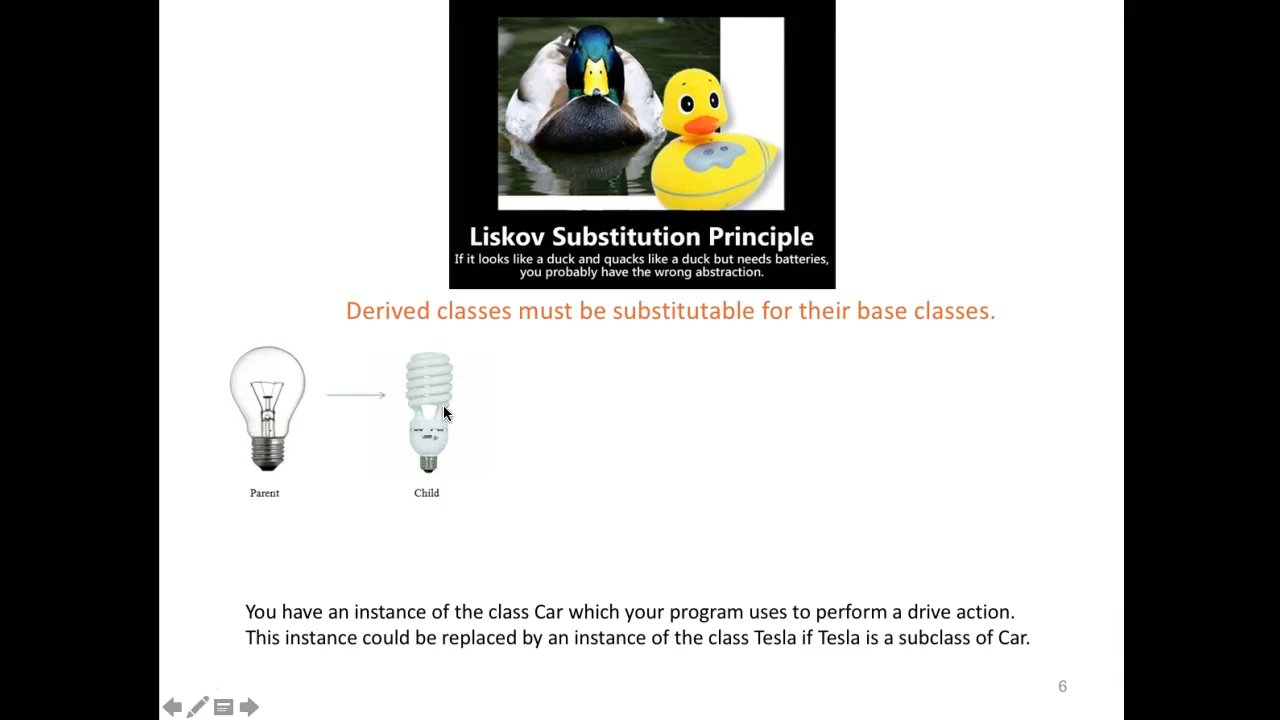 Liskov Substitution Principle
If it looks like a duck and quacks like a duck but needs batteries,
you probably have the wrong abstraction.
Derived classes must be substitutable for their base classes.
Parent
Child
You have an instance of the class Car which your program uses to perform a drive action.
This instance could be replaced by an instance of the class Tesla if Tesla is a subclass of Car.
6